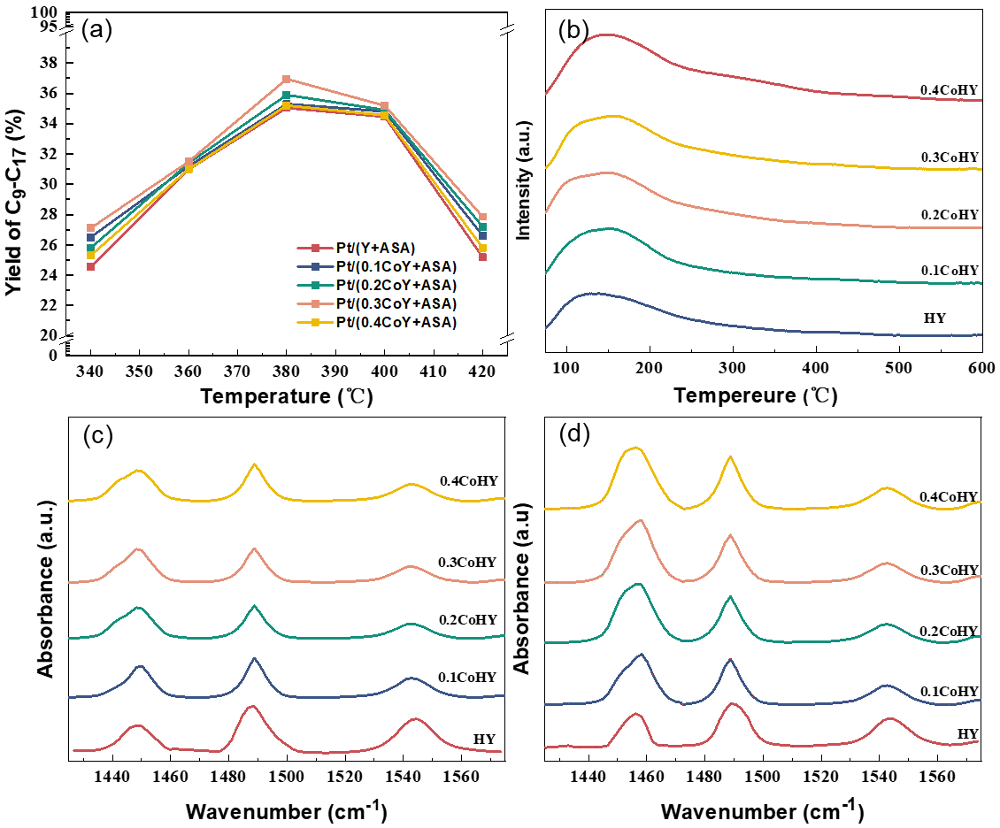 (a)
100
95
38
36
34
32
30
28
26
24
22
20
0
Yield of C9-C17 (%)
Pt/(Y+ASA)
Pt/(0.1CoY+ASA)
Pt/(0.2CoY+ASA)
Pt/(0.3CoY+ASA)
Pt/(0.4CoY+ASA)
340 350 360 370 380 390 400 410 420
Temperature (℃)
(b)
Intensity (a.u.)
0.4CoHY
0.3CoHY
0.2CoHY
0.1CoHY
HY
100 200 300 400 500 600
Tempereure (℃)
(c)
Absorbance (a.u.)
0.4CoHY
0.3CoHY
0.2CoHY
0.1CoHY
HY
1440 1460 1480 1500 1520 1540 1560
Wavenumber (cm-1)
(d)
Absorbance (a.u)
0.4CoHY
0.3CoHY
0.2CoHY
0.1CoHY
HY
1440 1460 1480 1500 1520 1540 1560
Wavenumber (cm-1)